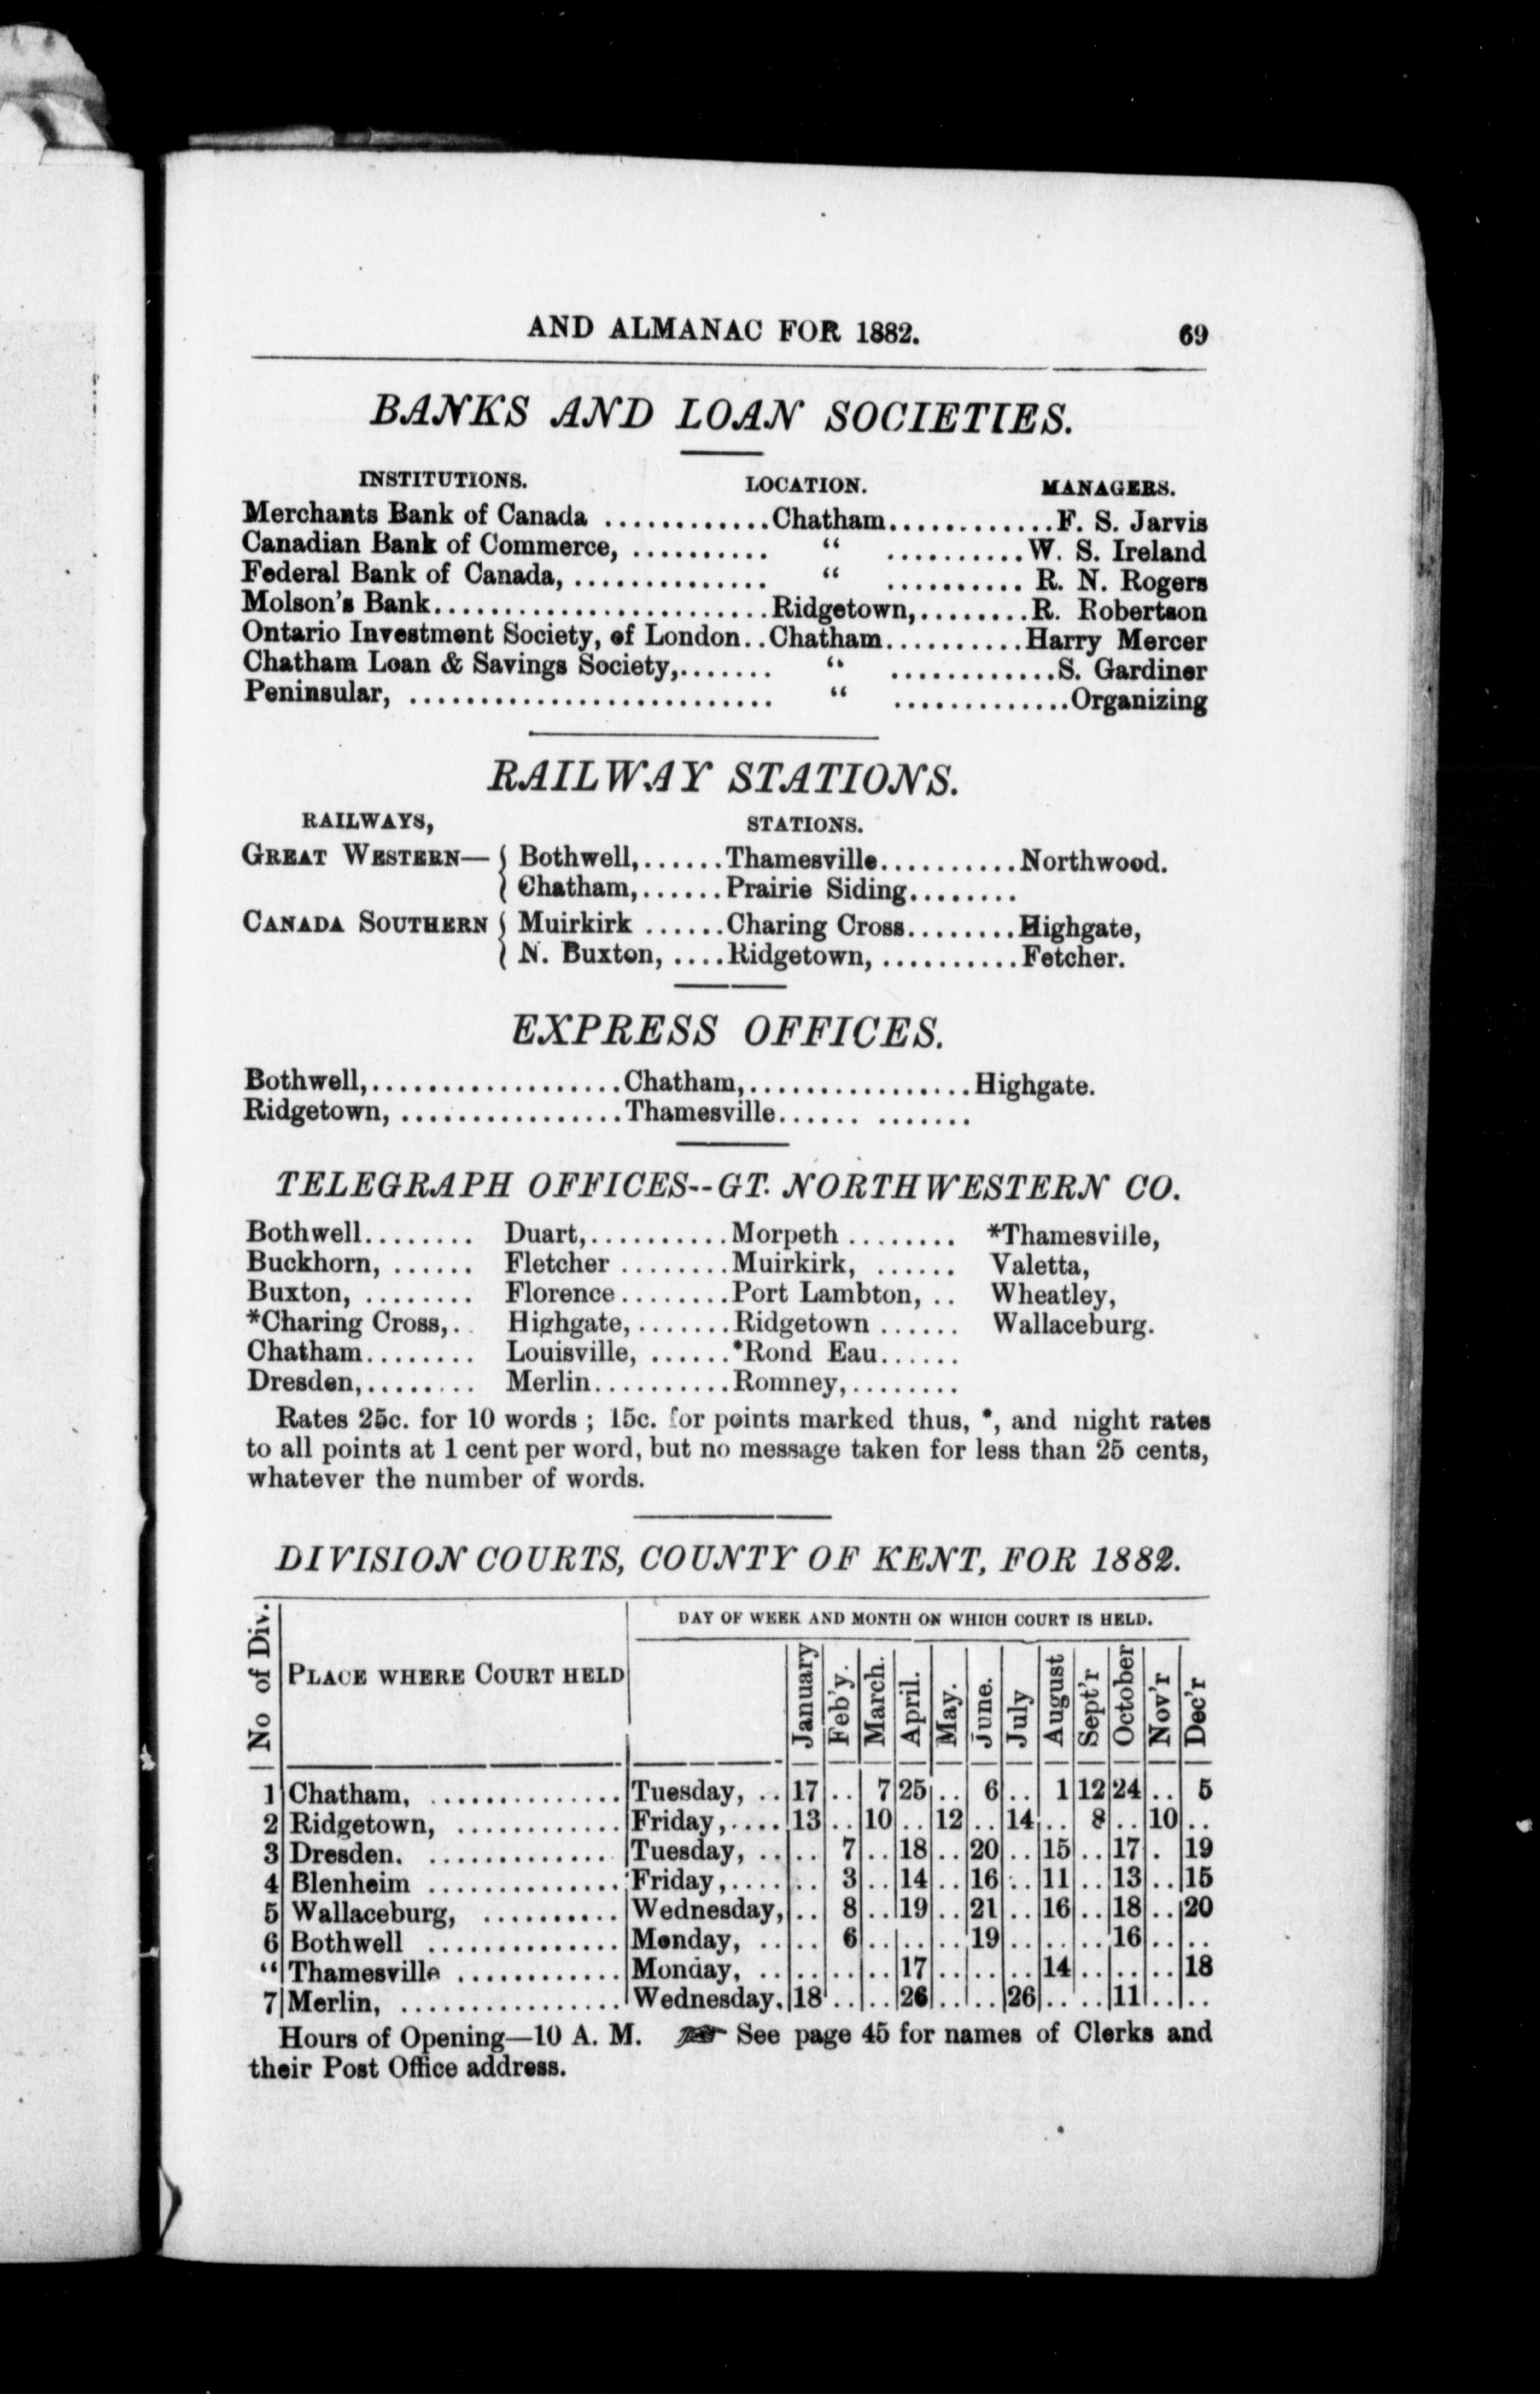 AND ALMANAC FOR 1882. 69
BANKS AND LOAN SOCIETIES.
INSTITUTIONS. LOCATION. MANAGERS.
Merchants Bank of Canada ............Chatham............F. S. Jarvis
Canadian Bank of Commerce, .......... “ ..........W. S. Ireland
Federal Bank of Canada, .............. “ .......... R. N. Rogers
Molson's Bank........................Ridgetown,........R. Robertson
Ontario Investment Society, of London..Chatham..........Harry Mercer
Chatham Loan & Savings Society,....... “ ............S. Gardiner
Peninsular, .......................... “ .............Organizing
RAILWAY STATIONS.
RAILWAYS, STATIONS.
GREAT WESTERN— { Bothwell,......Thamesville..........Northwood.
{ Chatham,......Prairie Siding........
CANADA SOUTHERN { Muirkirk ......Charing Cross........Highgate,
{ N. Buxton, ....Ridgetown, ..........Fetcher.
EXPRESS OFFICES.
Bothwell,..................Chatham,................Highgate.
Ridgetown, ................Thamesville...... .......
TELEGRAPH OFFICES--GT. NORTHWESTERN CO.
Bothwell........ Duart,..........Morpeth ........ *Thamesville,
Buckhorn, ...... Fletcher ........Muirkirk, ...... Valetta,
Buxton, ........ Florence........Port Lambton, .. Wheatley,
*Charing Cross,.. Highgate,.......Ridgetown ...... Wallaceburg.
Chatham........ Louisville, ......*Rond Eau......
Dresden,........ Merlin..........Romney,........
Rates 25c. for 10 words ; 15c. for points marked thus, *, and night rates
to all points at 1 cent per word, but no message taken for less than 25 cents,
whatever the number of words.
DIVISION COURTS, COUNTY OF KENT, FOR 1882.
No of Div. PLACE WHERE COURT HELD DAY OF WEEK AND MONTH ON WHICH COURT IS HELD.
January Feb'y. March. April. May. June. July August Sept'r October Nov'r Dec'r
1 Chatham, .............. Tuesday, .. 17 .. 7 25 .. 6 .. 1 12 24 .. 5
2 Ridgetown, ............ Friday,.... 13 .. 10 .. 12 .. 14 .. 8 .. 10 ..
3 Dresden. ............. Tuesday, .. .. 7 .. 18 .. 20 .. 15 .. 17 . 19
4 Blenheim .............. Friday,.... .. 3 .. 14 .. 16 .. 11 .. 13 .. 15
5 Wallaceburg, .......... Wednesday, .. 8 .. 19 .. 21 .. 16 .. 18 .. 20
6 Bothwell .............. Monday, .. .. 6 .. .. .. 19 .. .. .. 16 .. ..
“ Thamesville ............ Monday, .. .. .. .. 17 .. .. .. 14 .. .. .. 18
7 Merlin, ................ Wednesday. 18 .. .. 26 .. .. 26 .. .. 11 .. ..
Hours of Opening—10 A. M. ☞ See page 45 for names of Clerks and
their Post Office address.